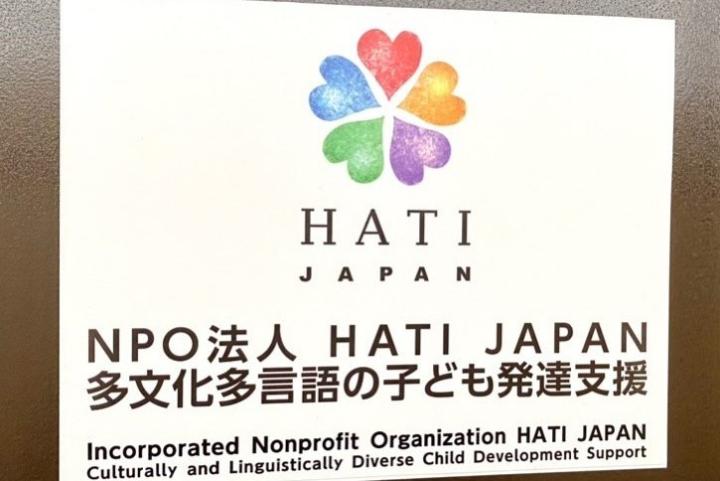 HATI
JAPAN
NPO法人 HATI JAPAN
多文化多言語の子ども発達支援
Incorporated Nonprofit Organization HATI JAPAN
Culturally and Linguistically Diverse Child Development Support